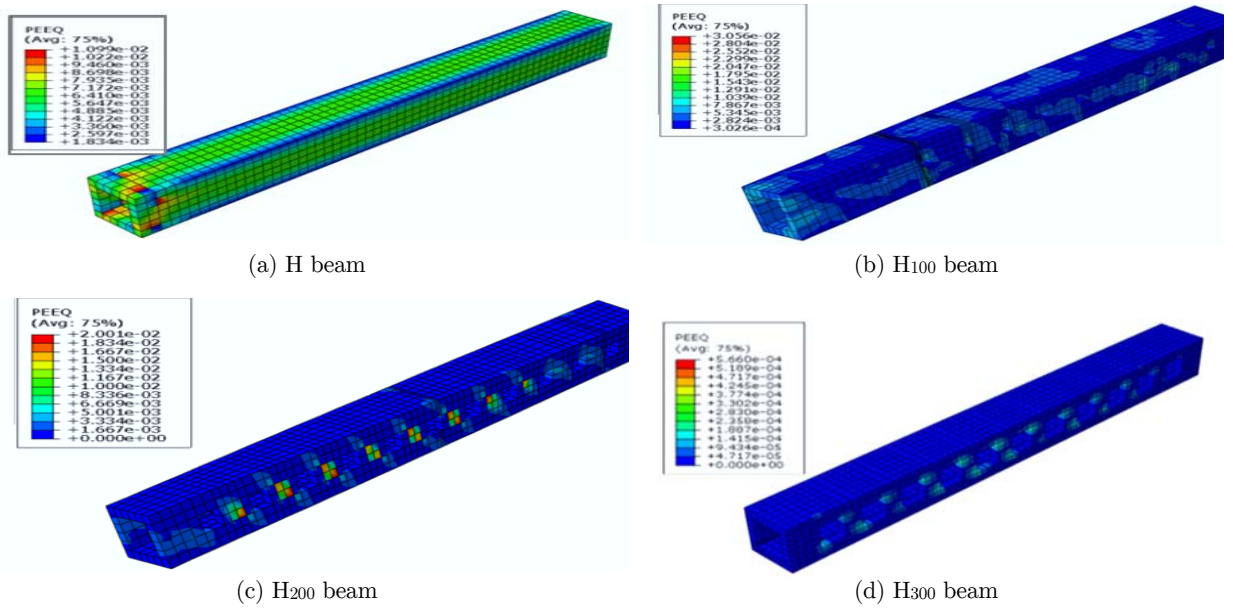 PEEQ
(Avg: 75%)
+1.099e-02
+1.022e-02
+9.460e-03
+8.698e-03
+7.935e-03
+7.172e-03
+6.410e-03
+5.647e-03
+4.885e-03
+4.122e-03
+3.360e-03
+2.597e-03
+1.834e-03
(a) H beam
PEEQ
(Avg: 75%)
+3.056e-02
+2.804e-02
+2.552e-02
+2.299e-02
+2.047e-02
+1.795e-02
+1.543e-02
+1.291e-02
+1.039e-02
+7.867e-03
+5.345e-03
+2.824e-03
+3.026e-04
(b) H100 beam
PEEQ
(Avg: 75%)
+2.001e-02
+1.834e-02
+1.667e-02
+1.500e-02
+1.334e-02
+1.167e-02
+1.000e-02
+8.336e-03
+6.669e-03
+5.001e-03
+3.334e-03
+1.667e-03
+0.000e+00
(c) H200 beam
PEEQ
(Avg: 75%)
+5.660e-04
+5.189e-04
+4.717e-04
+4.245e-04
+3.774e-04
+3.302e-04
+2.830e-04
+2.358e-04
+1.887e-04
+1.415e-04
+9.434e-05
+4.717e-05
+0.000e+00
(d) H300 beam